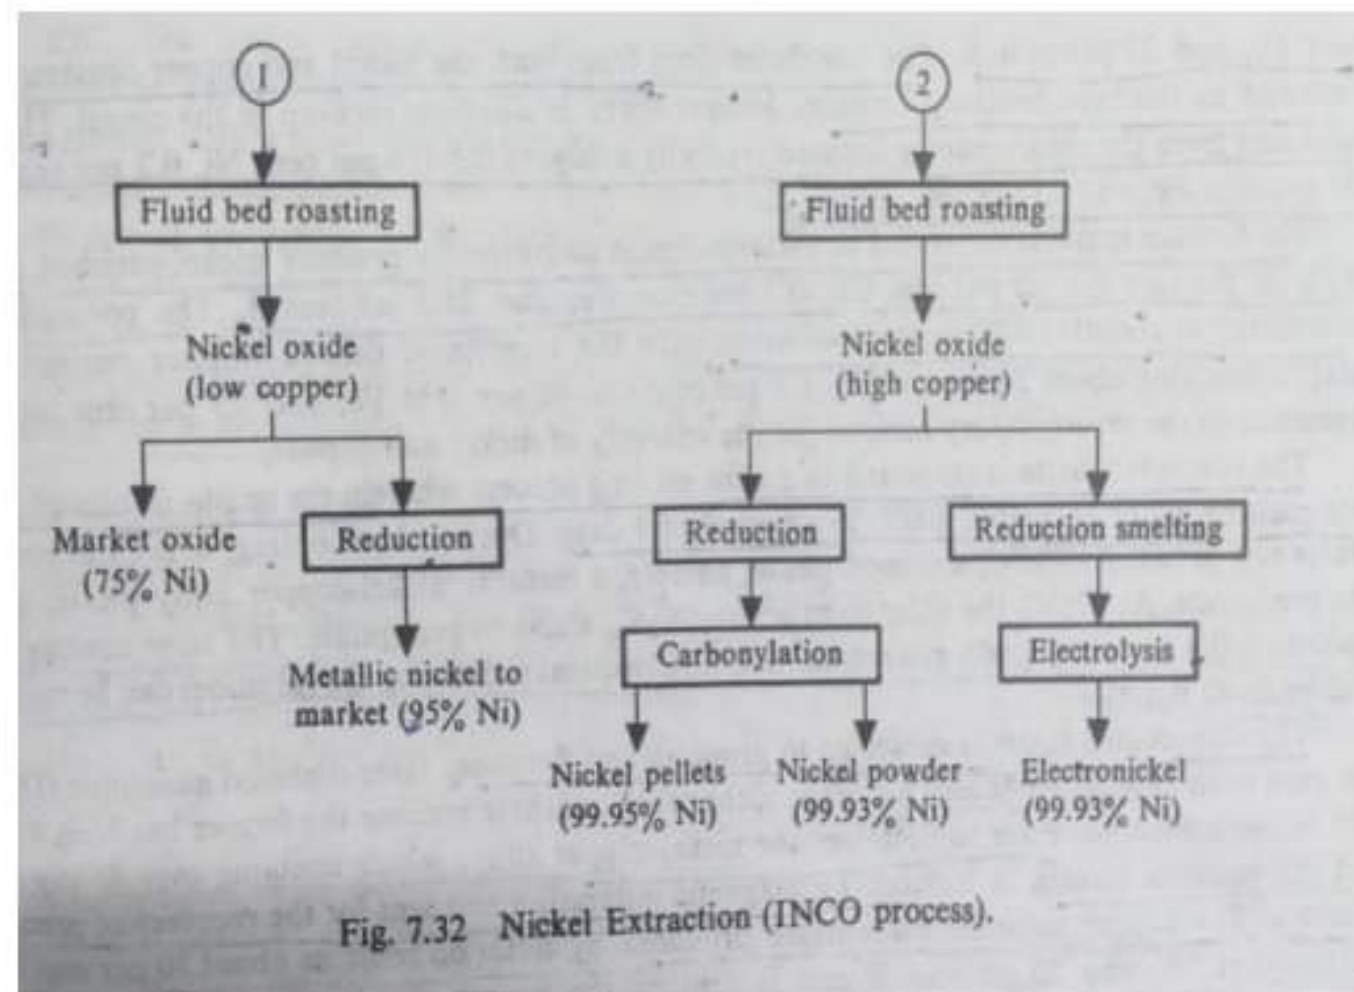 1
2
Fluid bed roasting
Fluid bed roasting
Nickel oxide
(low copper)
Nickel oxide
(high copper)
Market oxide
(75% Ni)
Reduction
Reduction
Reduction smelting
Metallic nickel to
market (95% Ni)
Carbonylation
Electrolysis
Nickel pellets
(99.95% Ni)
Nickel powder
(99.93% Ni)
Electronickel
(99.93% Ni)
Fig. 7.32 Nickel Extraction (INCO process).